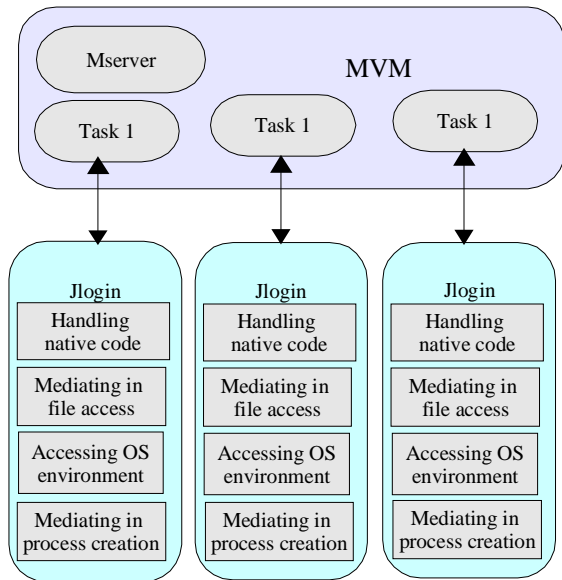 Mserver
MVM
Task 1
Task 1
Task 1
Jlogin
Handling
native code
Mediating in
file access
Accessing OS
environment
Mediating in
process creation
Jlogin
Handling
native code
Mediating in
file access
Accessing OS
environment
Mediating in
process creation
Jlogin
Handling
native code
Mediating in
file access
Accessing OS
environment
Mediating in
process creation